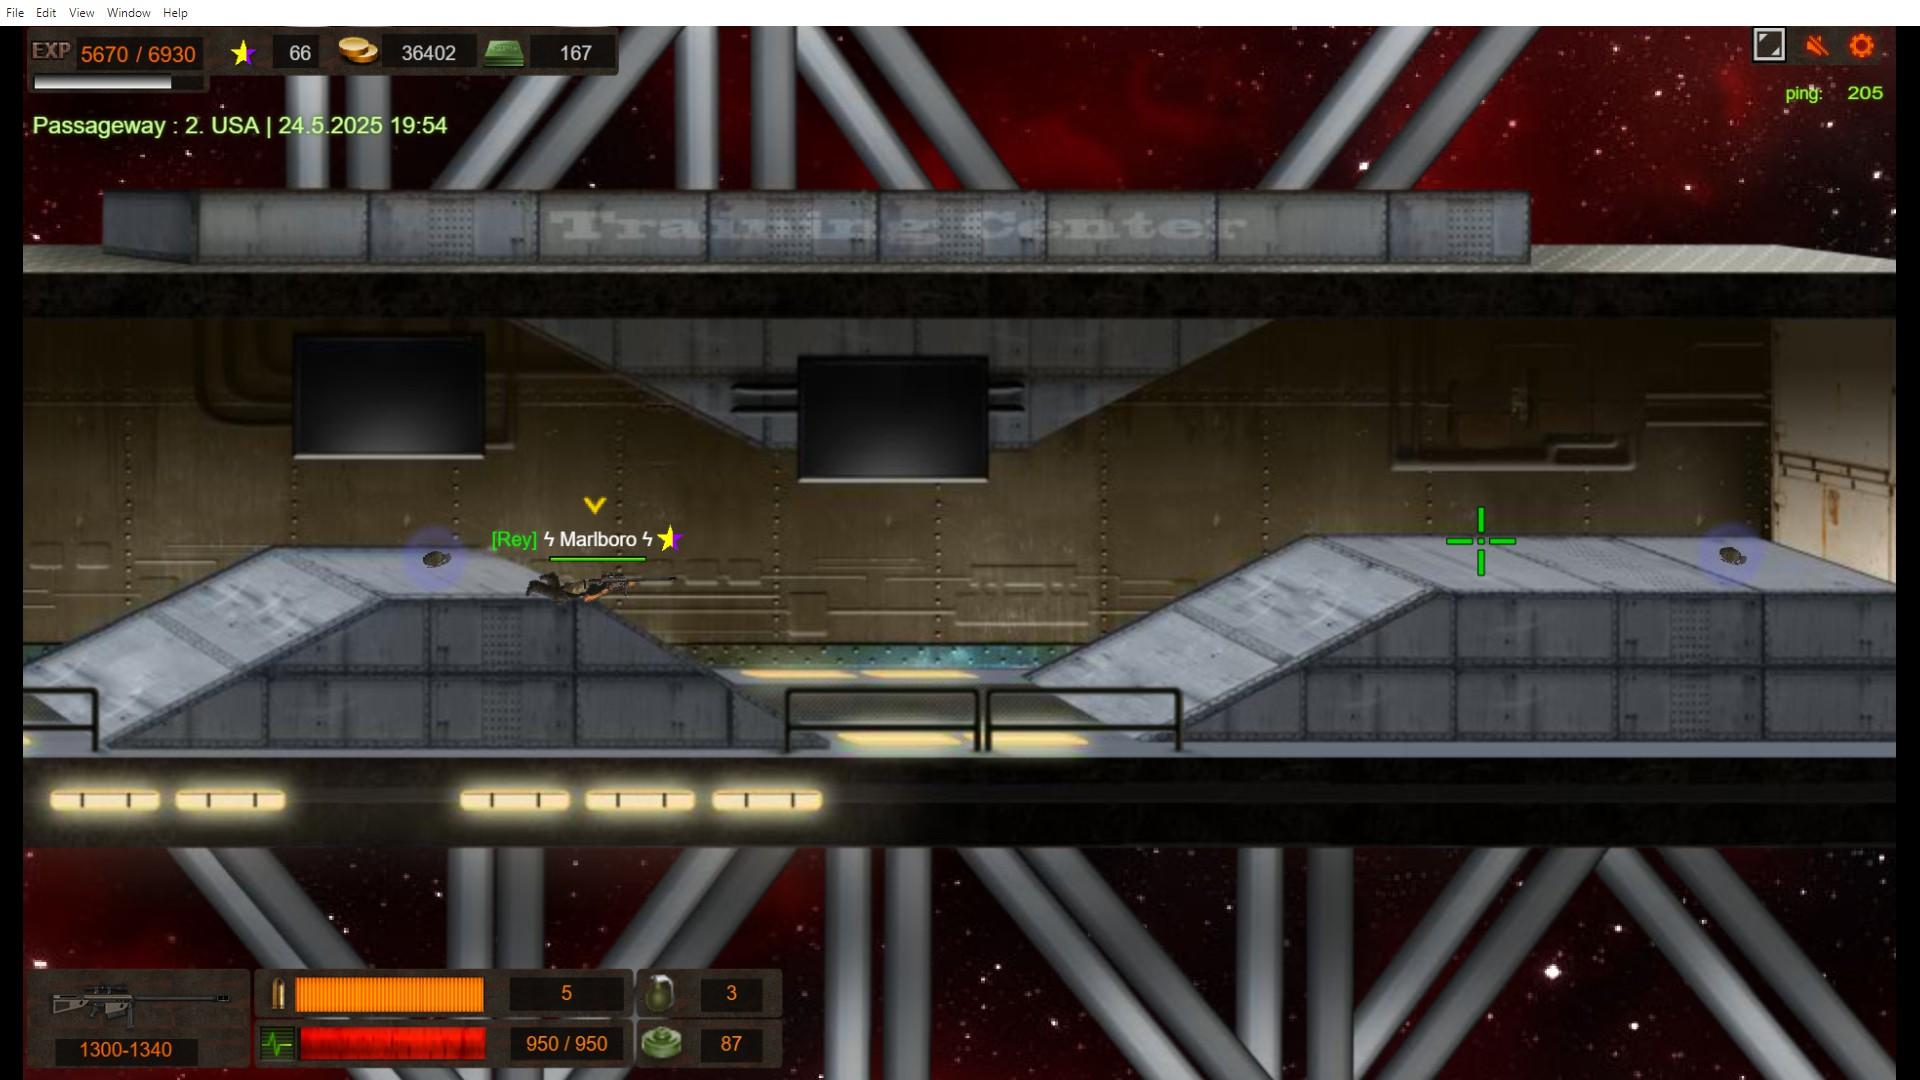 File Edit View Window Help
EXP 5670 / 6930 66 36402 167
ping: 205
Passageway : 2. USA | 24.5.2025 19:54
Training Center
[Rey] ϟ Marlboro ϟ
5 3
1300-1340 950 / 950 87